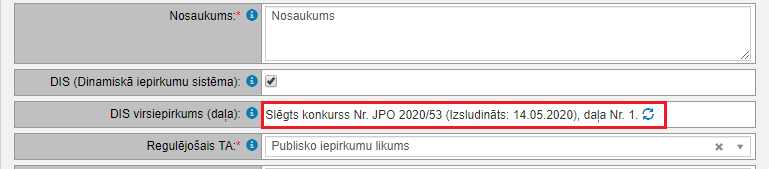 Nosaukums:* Nosaukums
DIS (Dinamiskā iepirkumu sistēma):
DIS virsiepirkums (daļa): Slēgts konkurss Nr. JPO 2020/53 (Izsludināts: 14.05.2020), daļa Nr. 1.
Regulējošais TA:* Publisko iepirkumu likums